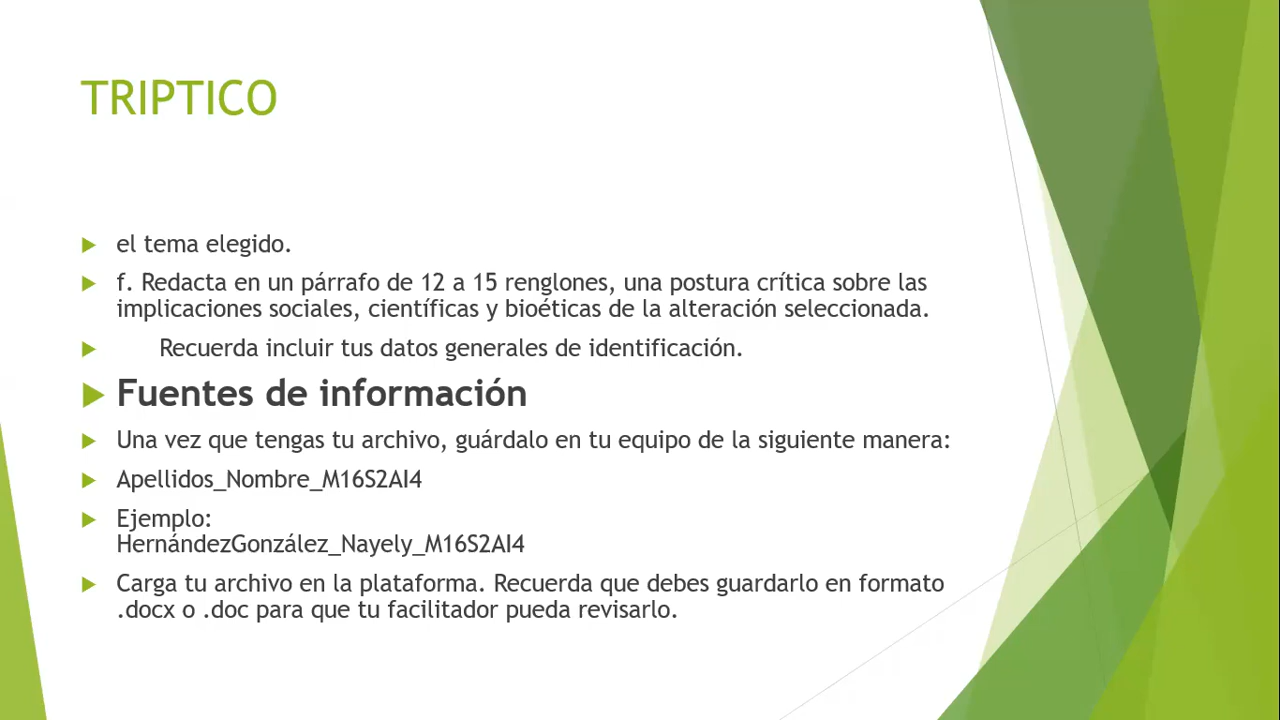 TRIPTICO
el tema elegido.
f. Redacta en un párrafo de 12 a 15 renglones, una postura crítica sobre las
implicaciones sociales, científicas y bioéticas de la alteración seleccionada.
Recuerda incluir tus datos generales de identificación.
Fuentes de información
Una vez que tengas tu archivo, guárdalo en tu equipo de la siguiente manera:
Apellidos_Nombre_M16S2AI4
Ejemplo:
HernándezGonzález_Nayely_M16S2AI4
Carga tu archivo en la plataforma. Recuerda que debes guardarlo en formato
.docx o .doc para que tu facilitador pueda revisarlo.